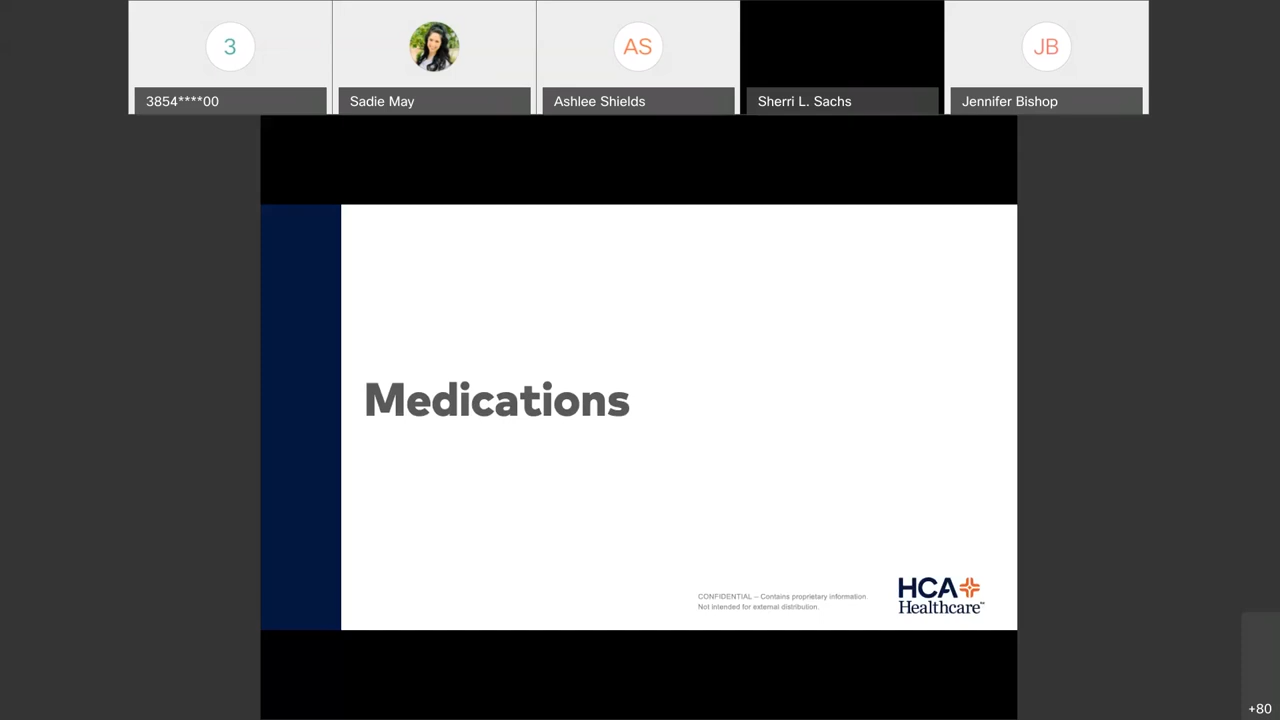 3
AS
JB
3854****00
Sadie May
Ashlee Shields
Sherri L. Sachs
Jennifer Bishop
Medications
CONFIDENTIAL – Contains proprietary information.
Not intended for external distribution.
HCA
Healthcare™
+80